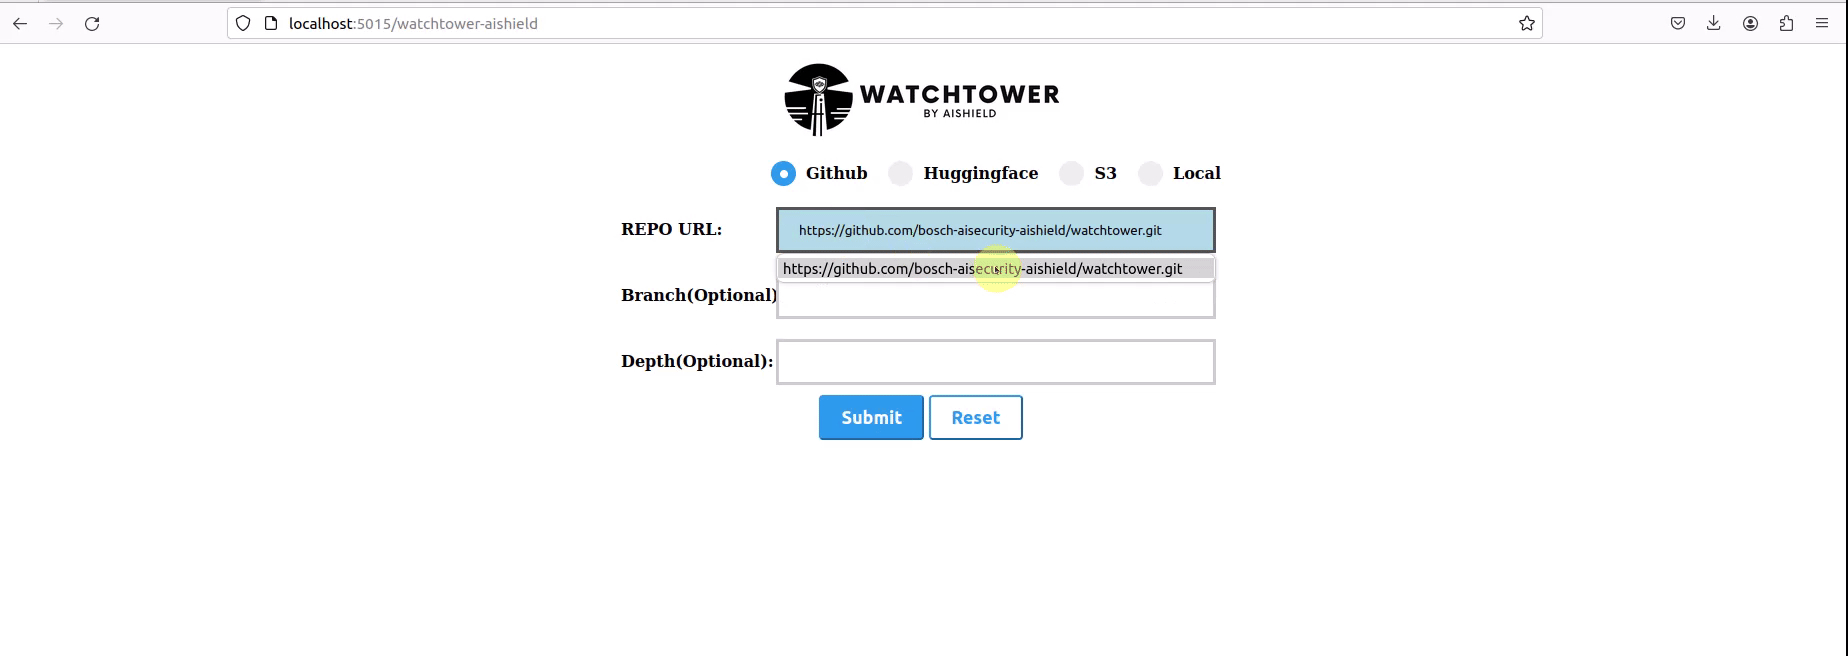 localhost:5015/watchtower-aishield
WATCHTOWER
BY AISHIELD
Github Huggingface S3 Local
REPO URL: https://github.com/bosch-aisecurity-aishield/watchtower.git
https://github.com/bosch-aisecurity-aishield/watchtower.git
Branch(Optional)
Depth(Optional):
Submit Reset